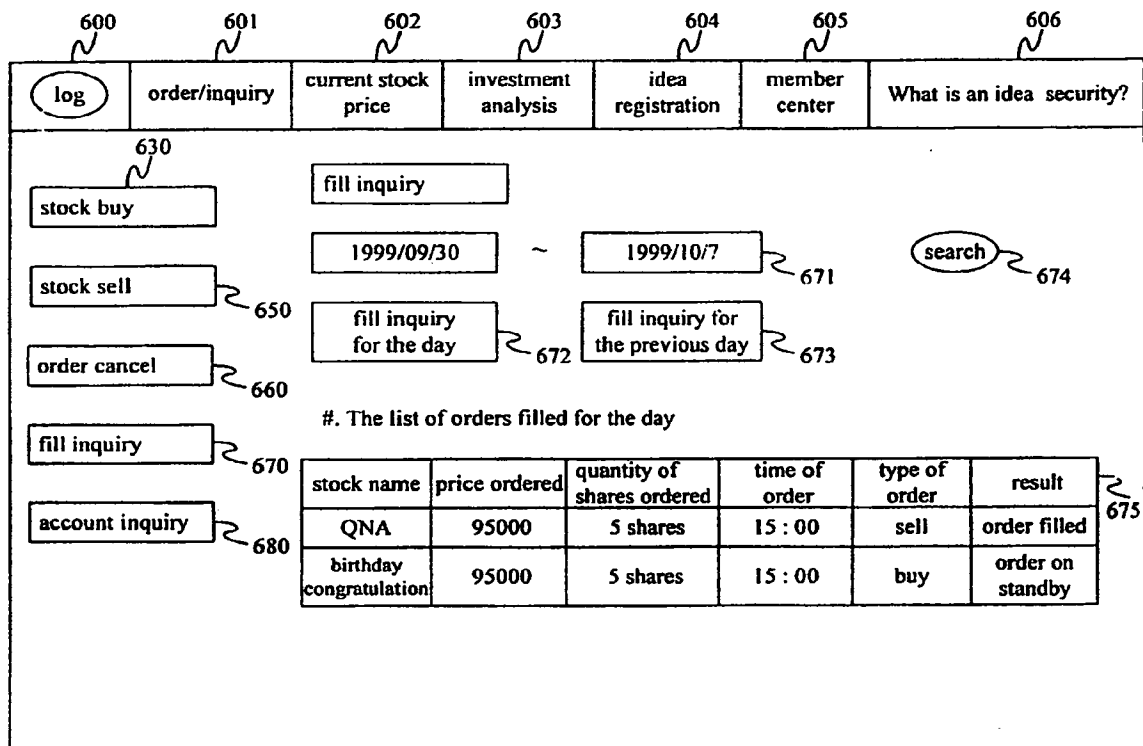 600 601 602 603 604 605 606
log order/inquiry current stock price investment analysis idea registration member center What is an idea security?
630
stock buy
fill inquiry
1999/09/30 ~ 1999/10/7 671 search 674
stock sell 650
fill inquiry
for the day 672
fill inquiry for
the previous day 673
order cancel 660
#. The list of orders filled for the day
fill inquiry 670
account inquiry 680
stock name price ordered quantity of shares ordered time of order type of order result 675
QNA 95000 5 shares 15 : 00 sell order filled
birthday congratulation 95000 5 shares 15 : 00 buy order on standby